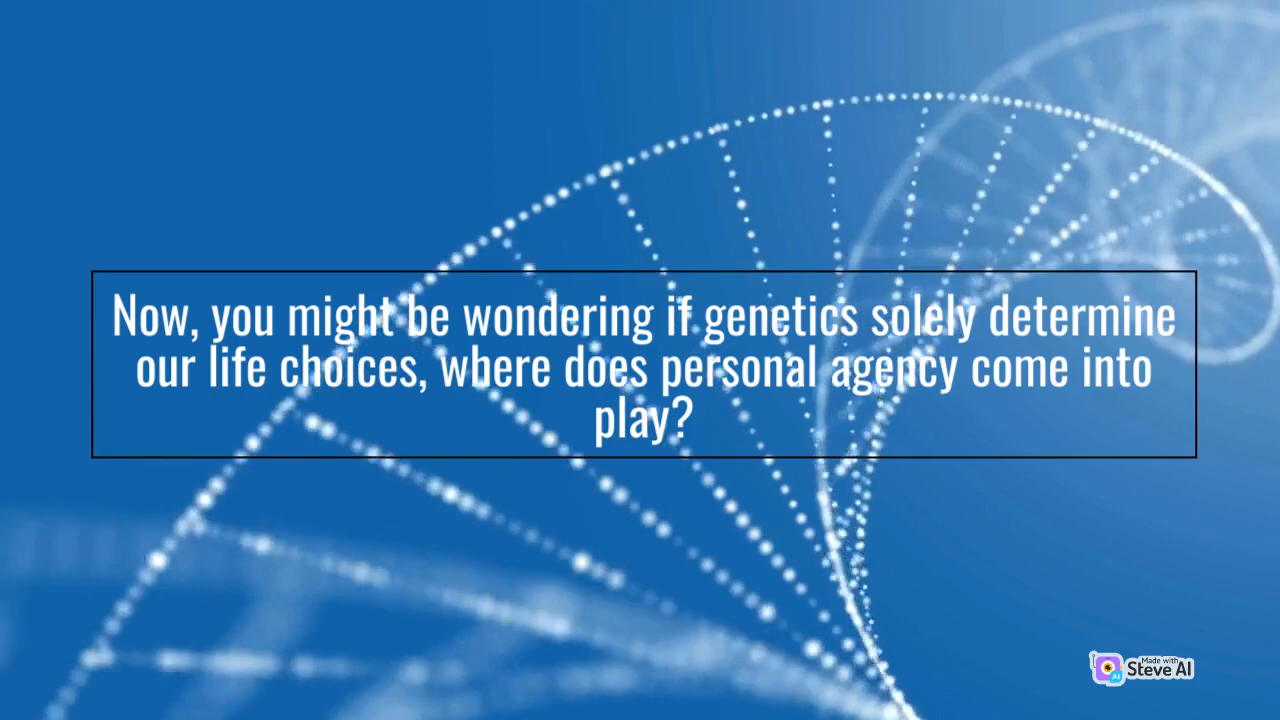 Now, you might be wondering if genetics solely determine
our life choices, where does personal agency come into
play?
Made with
Steve AI
AI